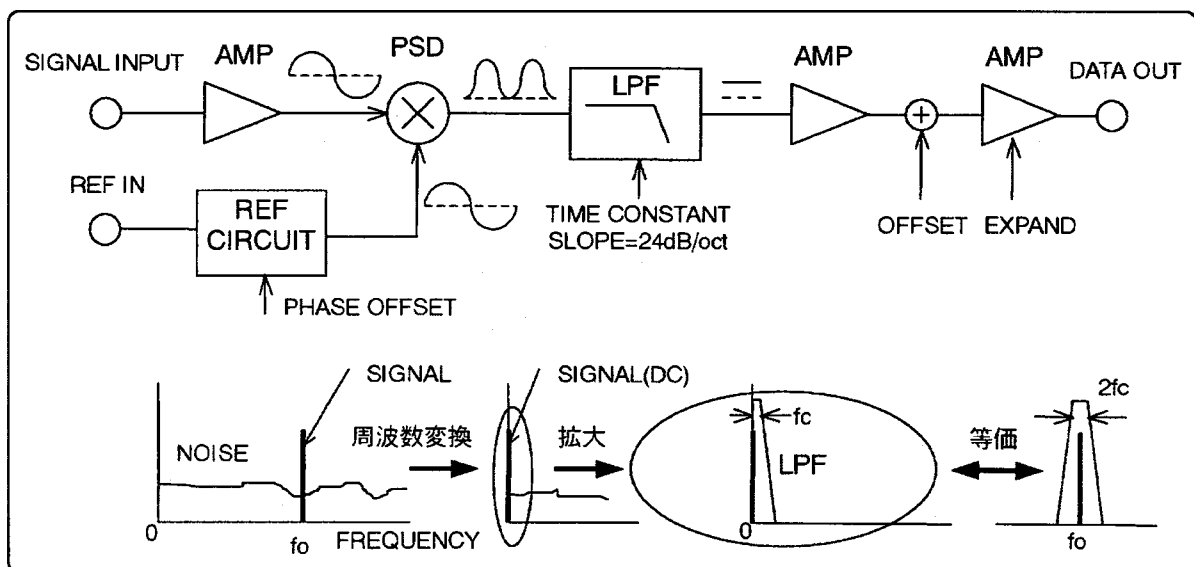 SIGNAL INPUT
AMP
PSD
LPF
AMP
AMP
DATA OUT
REF IN
REF
CIRCUIT
PHASE OFFSET
TIME CONSTANT
SLOPE=24dB/oct
OFFSET
EXPAND
SIGNAL
SIGNAL(DC)
NOISE
周波数変換
拡大
fc
LPF
等価
2fc
0
fo
FREQUENCY
0
fo